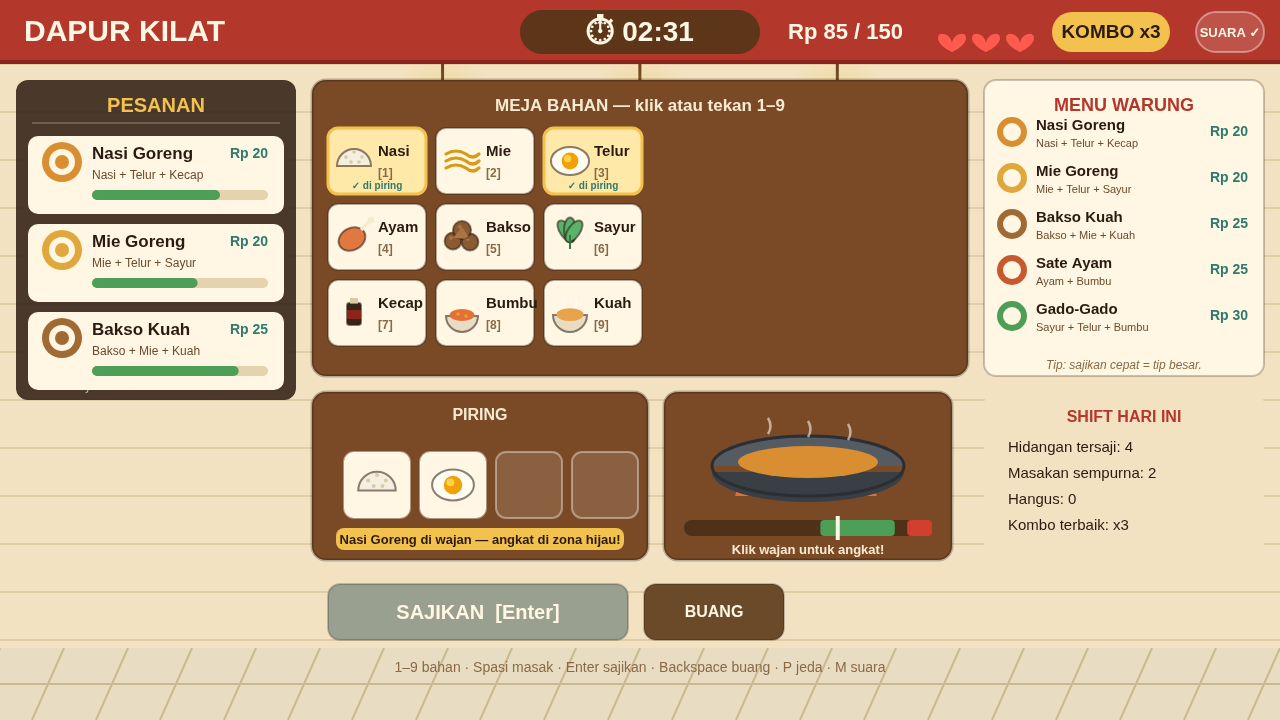 DAPUR KILAT
02:31
Rp 85 / 150
KOMBO x3
SUARA ✓
PESANAN
Nasi Goreng
Rp 20
Nasi + Telur + Kecap
Mie Goreng
Rp 20
Mie + Telur + Sayur
Bakso Kuah
Rp 25
Bakso + Mie + Kuah
MEJA BAHAN — klik atau tekan 1–9
Nasi
[1]
✓ di piring
Mie
[2]
Telur
[3]
✓ di piring
Ayam
[4]
Bakso
[5]
Sayur
[6]
Kecap
[7]
Bumbu
[8]
Kuah
[9]
MENU WARUNG
Nasi Goreng
Nasi + Telur + Kecap
Rp 20
Mie Goreng
Mie + Telur + Sayur
Rp 20
Bakso Kuah
Bakso + Mie + Kuah
Rp 25
Sate Ayam
Ayam + Bumbu
Rp 25
Gado-Gado
Sayur + Telur + Bumbu
Rp 30
Tip: sajikan cepat = tip besar.
PIRING
Nasi Goreng di wajan — angkat di zona hijau!
Klik wajan untuk angkat!
SHIFT HARI INI
Hidangan tersaji: 4
Masakan sempurna: 2
Hangus: 0
Kombo terbaik: x3
SAJIKAN [Enter]
BUANG
1–9 bahan · Spasi masak · Enter sajikan · Backspace buang · P jeda · M suara